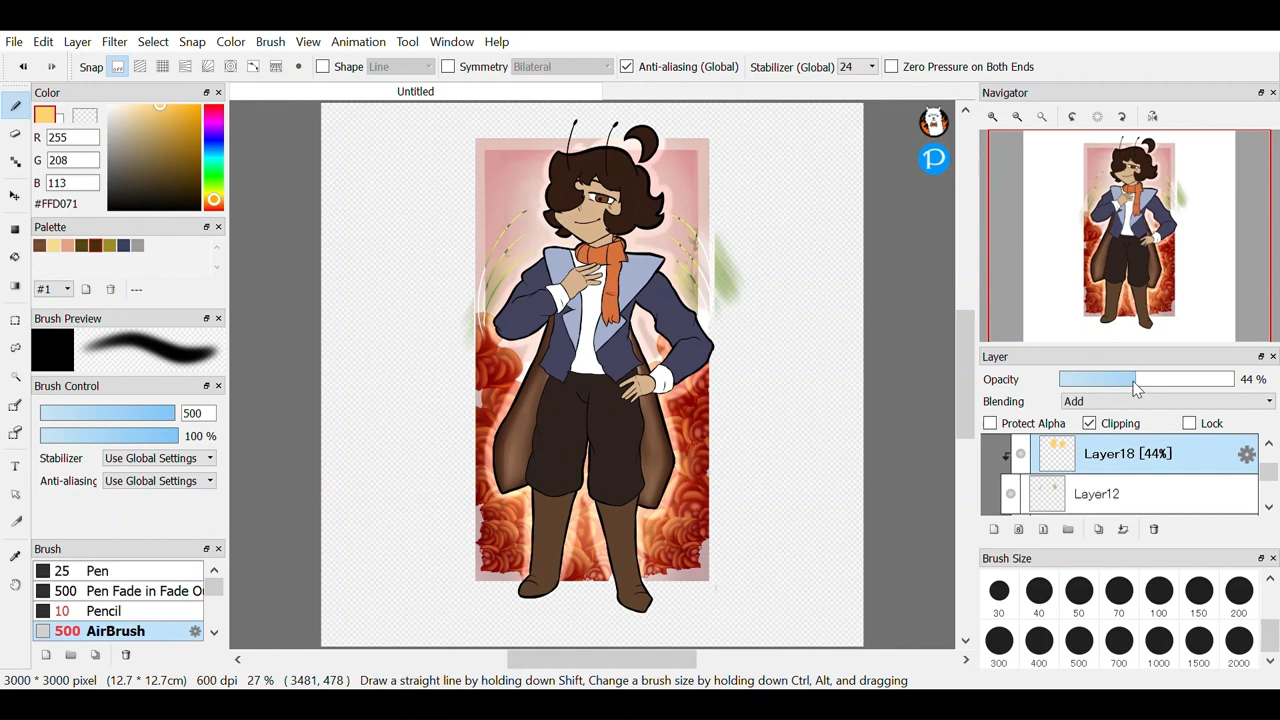 File Edit Layer Filter Select Snap Color Brush View Animation Tool Window Help
Snap off Shape Line Symmetry Bilateral Anti-aliasing (Global) Stabilizer (Global) 24 Zero Pressure on Both Ends
Color
R 255
G 208
B 113
#FFD071
Palette
#1 ---
Brush Preview
Brush Control
500
100 %
Stabilizer Use Global Settings
Anti-aliasing Use Global Settings
Brush
25 Pen
500 Pen Fade in Fade O
10 Pencil
500 AirBrush
Untitled
P
Navigator
Layer
Opacity 44 %
Blending Add
Protect Alpha Clipping Lock
Layer18 [44%]
Layer12
8 1
Brush Size
30 40 50 70 100 150 200
300 400 500 700 1000 1500 2000
3000 * 3000 pixel (12.7 * 12.7cm) 600 dpi 27 % ( 3481, 478 ) Draw a straight line by holding down Shift, Change a brush size by holding down Ctrl, Alt, and dragging